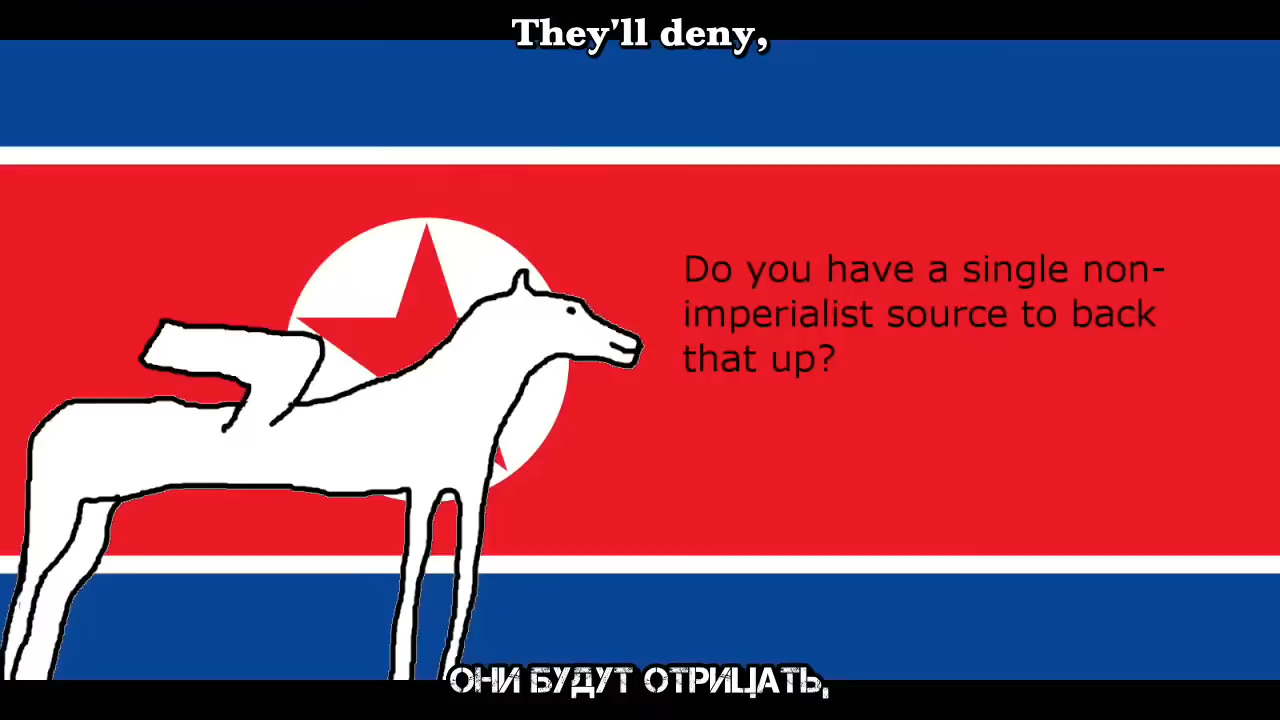 They'll deny,
Do you have a single non-
imperialist source to back
that up?
ОНИ БУДУТ ОТРИЦАТЬ,